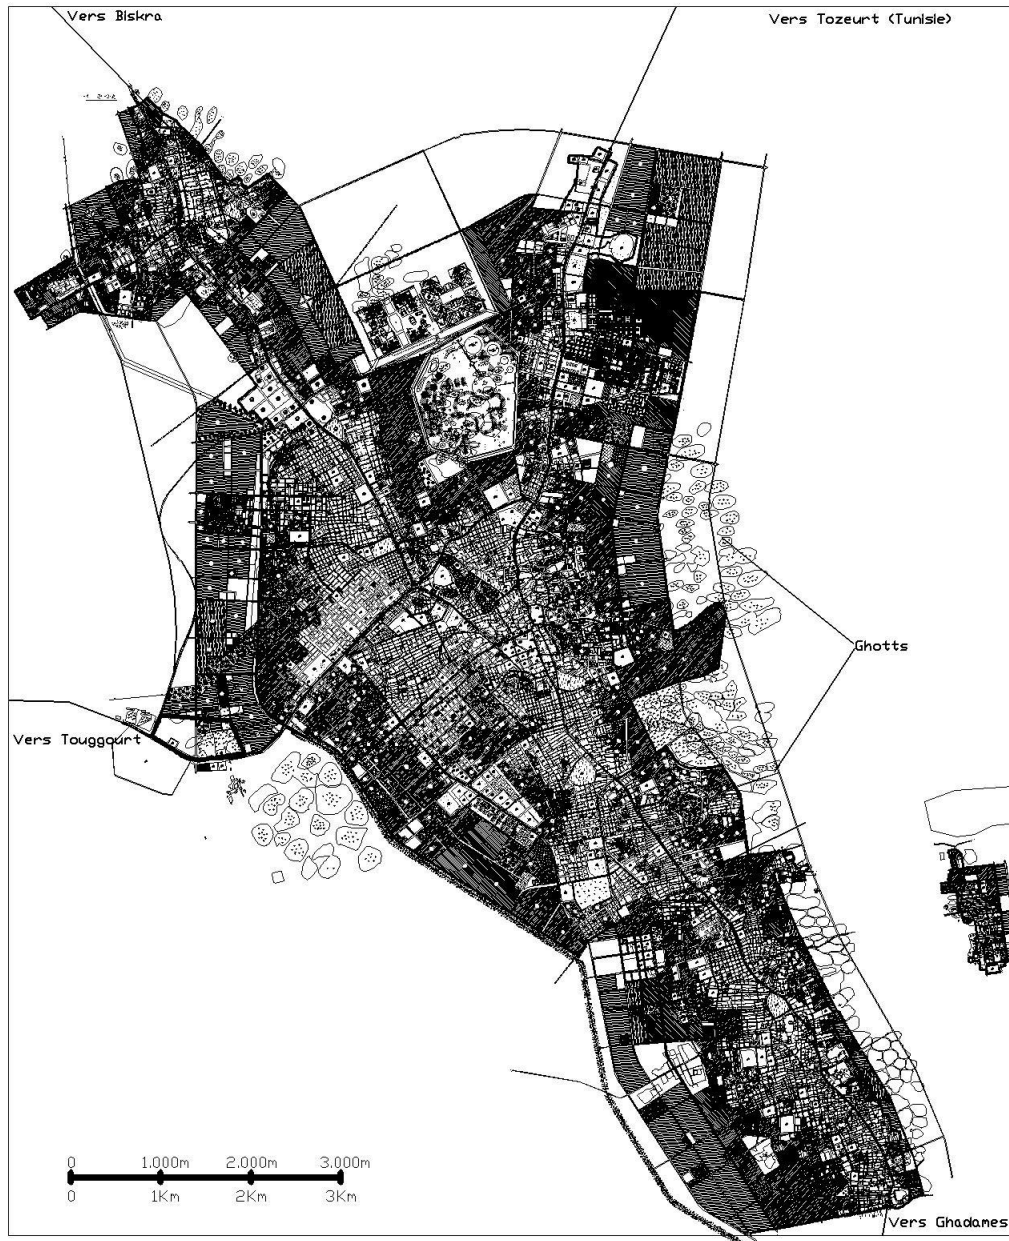 Vers Biskra
Vers Tozeurt (Tunisie)
Ghotts
Vers Touggourt
0 1.000m 2.000m 3.000m
0 1Km 2Km 3Km
Vers Ghadames